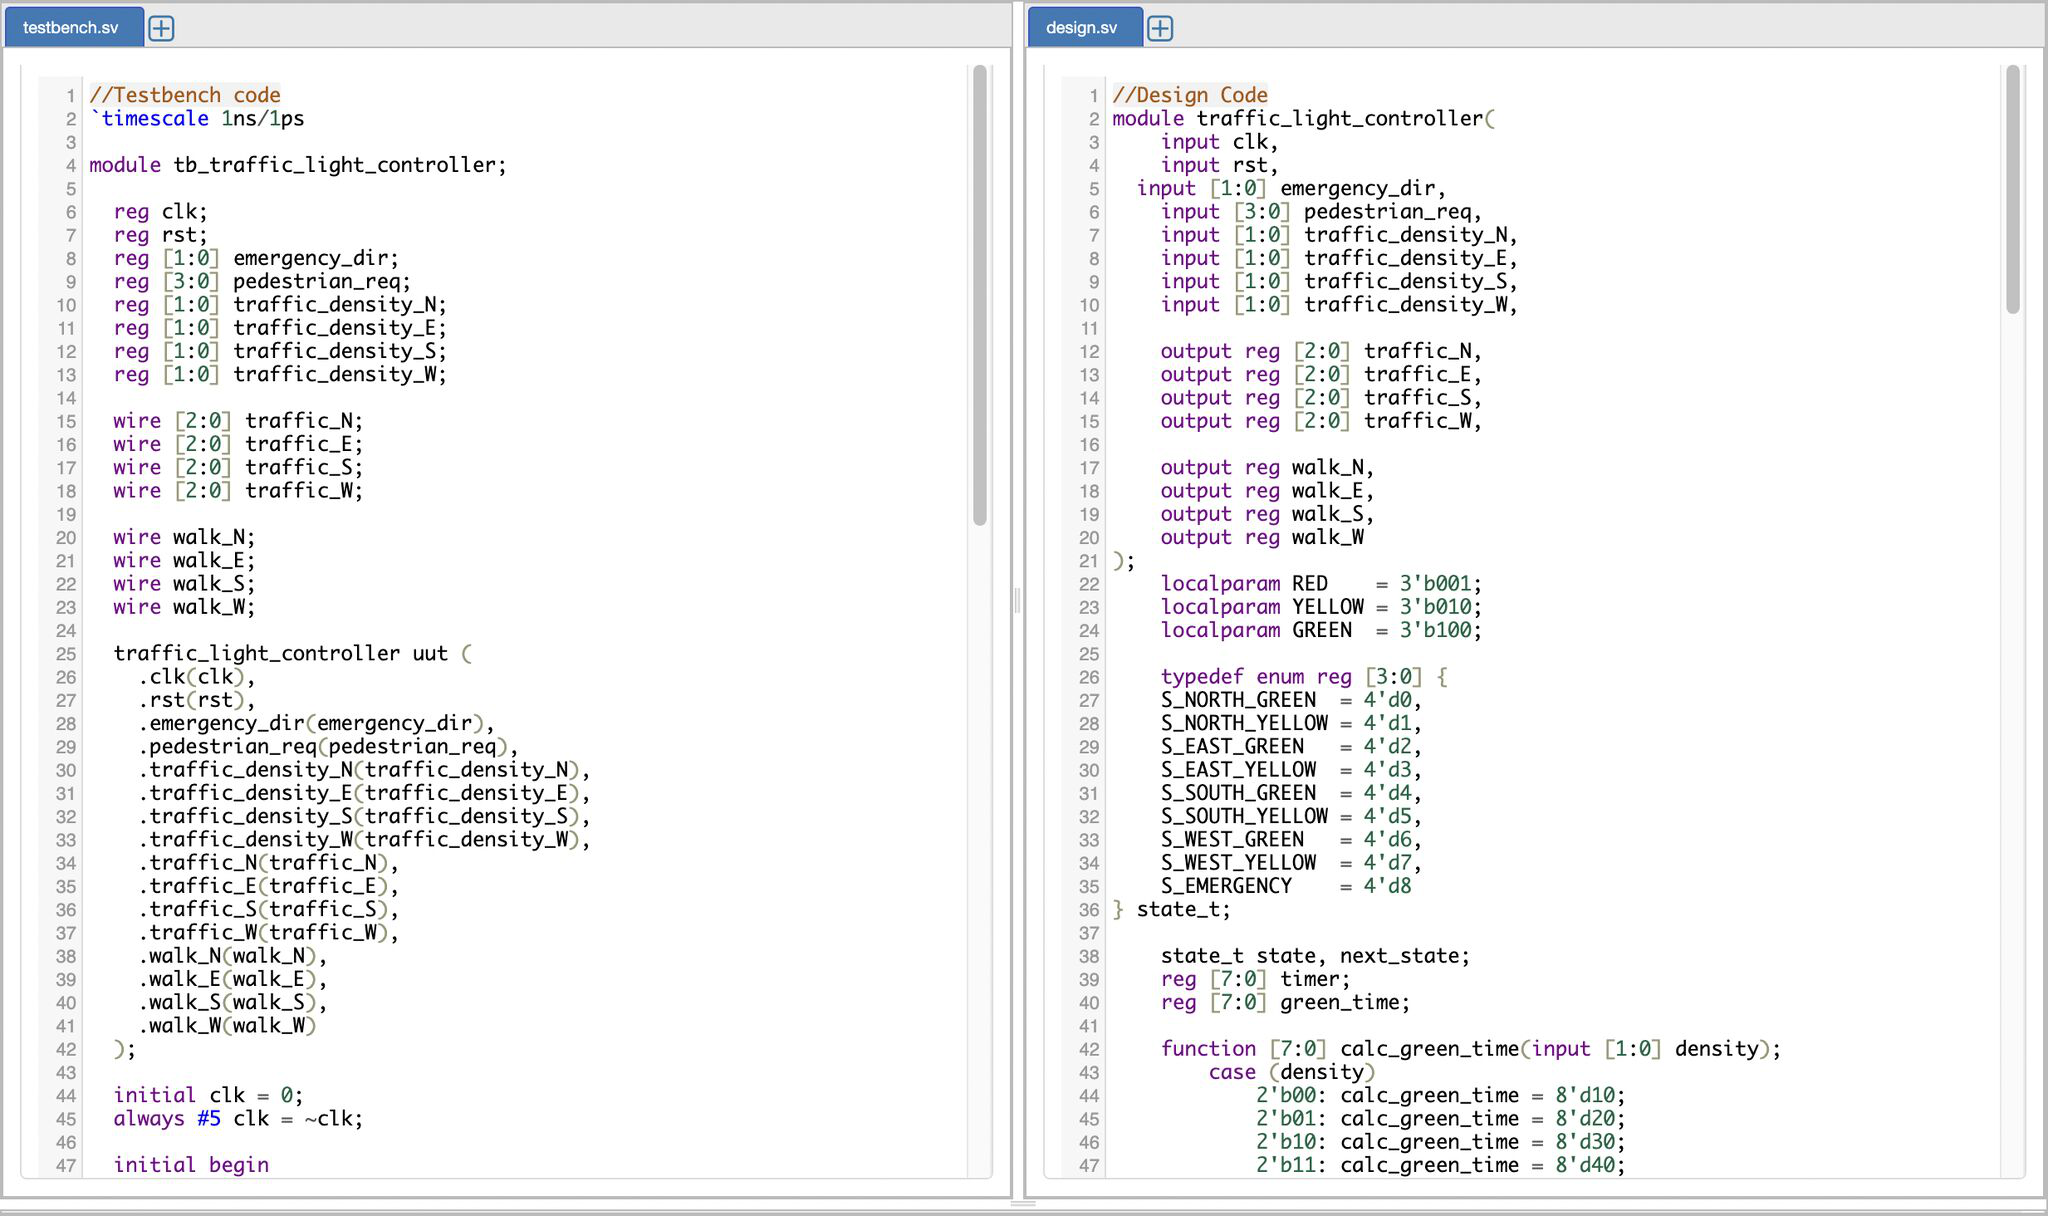 testbench.sv
1 //Testbench code
2 `timescale 1ns/1ps
3
4 module tb_traffic_light_controller;
5
6   reg clk;
7   reg rst;
8   reg [1:0] emergency_dir;
9   reg [3:0] pedestrian_req;
10   reg [1:0] traffic_density_N;
11   reg [1:0] traffic_density_E;
12   reg [1:0] traffic_density_S;
13   reg [1:0] traffic_density_W;
14
15   wire [2:0] traffic_N;
16   wire [2:0] traffic_E;
17   wire [2:0] traffic_S;
18   wire [2:0] traffic_W;
19
20   wire walk_N;
21   wire walk_E;
22   wire walk_S;
23   wire walk_W;
24
25   traffic_light_controller uut (
26     .clk(clk),
27     .rst(rst),
28     .emergency_dir(emergency_dir),
29     .pedestrian_req(pedestrian_req),
30     .traffic_density_N(traffic_density_N),
31     .traffic_density_E(traffic_density_E),
32     .traffic_density_S(traffic_density_S),
33     .traffic_density_W(traffic_density_W),
34     .traffic_N(traffic_N),
35     .traffic_E(traffic_E),
36     .traffic_S(traffic_S),
37     .traffic_W(traffic_W),
38     .walk_N(walk_N),
39     .walk_E(walk_E),
40     .walk_S(walk_S),
41     .walk_W(walk_W)
42   );
43
44   initial clk = 0;
45   always #5 clk = ~clk;
46
47   initial begin
design.sv
1 //Design Code
2 module traffic_light_controller(
3     input clk,
4     input rst,
5   input [1:0] emergency_dir,
6     input [3:0] pedestrian_req,
7     input [1:0] traffic_density_N,
8     input [1:0] traffic_density_E,
9     input [1:0] traffic_density_S,
10     input [1:0] traffic_density_W,
11
12     output reg [2:0] traffic_N,
13     output reg [2:0] traffic_E,
14     output reg [2:0] traffic_S,
15     output reg [2:0] traffic_W,
16
17     output reg walk_N,
18     output reg walk_E,
19     output reg walk_S,
20     output reg walk_W
21 );
22     localparam RED    = 3'b001;
23     localparam YELLOW = 3'b010;
24     localparam GREEN  = 3'b100;
25
26     typedef enum reg [3:0] {
27     S_NORTH_GREEN  = 4'd0,
28     S_NORTH_YELLOW = 4'd1,
29     S_EAST_GREEN   = 4'd2,
30     S_EAST_YELLOW  = 4'd3,
31     S_SOUTH_GREEN  = 4'd4,
32     S_SOUTH_YELLOW = 4'd5,
33     S_WEST_GREEN   = 4'd6,
34     S_WEST_YELLOW  = 4'd7,
35     S_EMERGENCY    = 4'd8
36 } state_t;
37
38     state_t state, next_state;
39     reg [7:0] timer;
40     reg [7:0] green_time;
41
42     function [7:0] calc_green_time(input [1:0] density);
43         case (density)
44             2'b00: calc_green_time = 8'd10;
45             2'b01: calc_green_time = 8'd20;
46             2'b10: calc_green_time = 8'd30;
47             2'b11: calc_green_time = 8'd40;